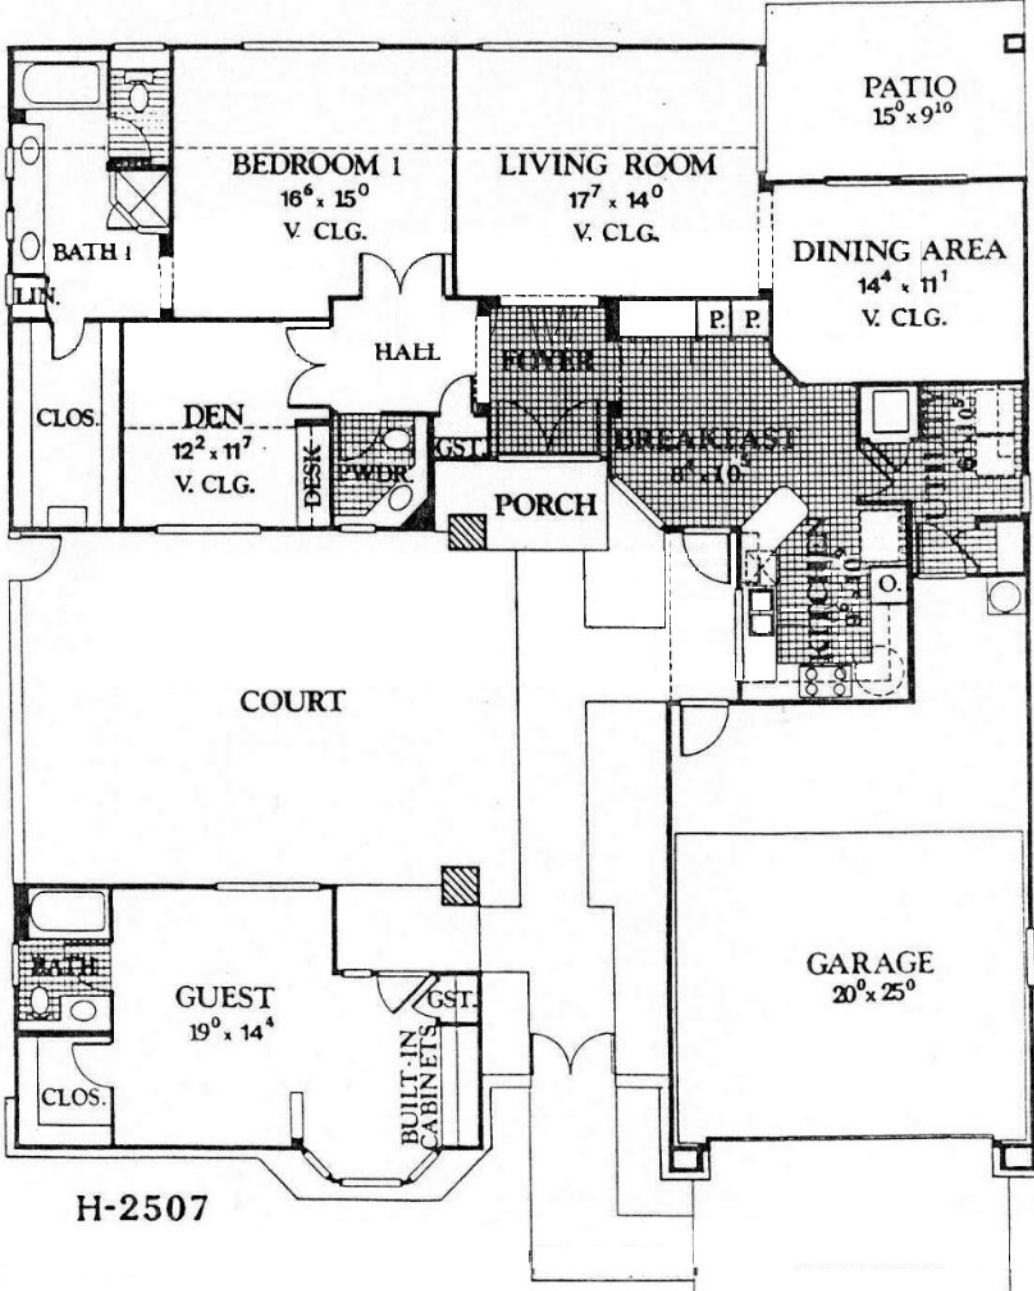 PATIO
15⁰ x 9¹⁰
BEDROOM 1
16⁶ x 15⁰
V. CLG.
LIVING ROOM
17⁷ x 14⁰
V. CLG.
DINING AREA
14⁴ x 11¹
V. CLG.
BATH 1
LIN.
HALL
FOYER
P.
P.
CLOS.
DEN
12² x 11⁷
V. CLG.
DESK
PWDR.
GST.
BREAKFAST
UTILITY
PORCH
KITCHEN
O.
COURT
BATH
GUEST
19⁰ x 14⁴
GST.
BUILT-IN
CABINETS
CLOS.
GARAGE
20⁰ x 25⁰
H-2507